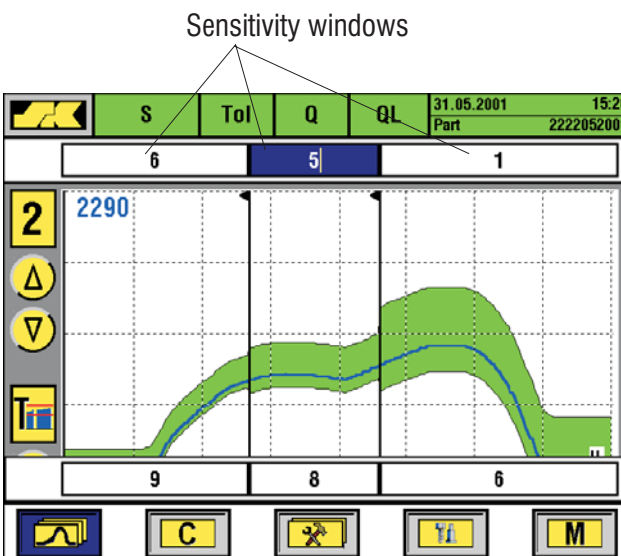 Sensitivity windows
S Tol Q QL 31.05.2001 15:2
Part 222205200
6 5 1
2 2290
T
9 8 6
C M